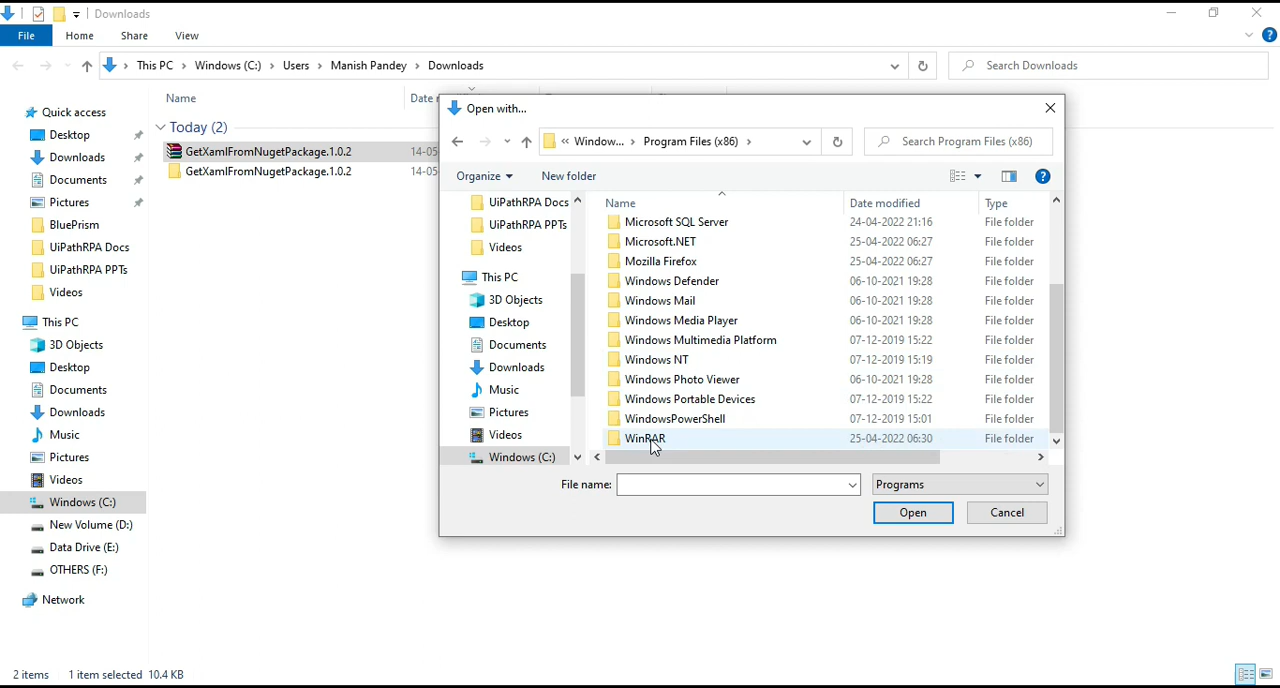 Downloads
File Home Share View
This PC Windows (C:) Users Manish Pandey Downloads
Search Downloads
Quick access
Desktop
Downloads
Documents
Pictures
BluePrism
UiPathRPA Docs
UiPathRPA PPTs
Videos
This PC
3D Objects
Desktop
Documents
Downloads
Music
Pictures
Videos
Windows (C:)
New Volume (D:)
Data Drive (E:)
OTHERS (F:)
Network
Name Date
Today (2)
GetXamlFromNugetPackage.1.0.2 14-05
GetXamlFromNugetPackage.1.0.2 14-05
Open with...
« Windows... Program Files (x86)
Search Program Files (x86)
Organize New folder
UiPathRPA Docs
UiPathRPA PPTs
Videos
This PC
3D Objects
Desktop
Documents
Downloads
Music
Pictures
Videos
Windows (C:)
Name Date modified Type
Microsoft SQL Server 24-04-2022 21:16 File folder
Microsoft.NET 25-04-2022 06:27 File folder
Mozilla Firefox 25-04-2022 06:27 File folder
Windows Defender 06-10-2021 19:28 File folder
Windows Mail 06-10-2021 19:28 File folder
Windows Media Player 06-10-2021 19:28 File folder
Windows Multimedia Platform 07-12-2019 15:22 File folder
Windows NT 07-12-2019 15:19 File folder
Windows Photo Viewer 06-10-2021 19:28 File folder
Windows Portable Devices 07-12-2019 15:22 File folder
WindowsPowerShell 07-12-2019 15:01 File folder
WinRAR 25-04-2022 06:30 File folder
File name: Programs
Open Cancel
2 items 1 item selected 10.4 KB